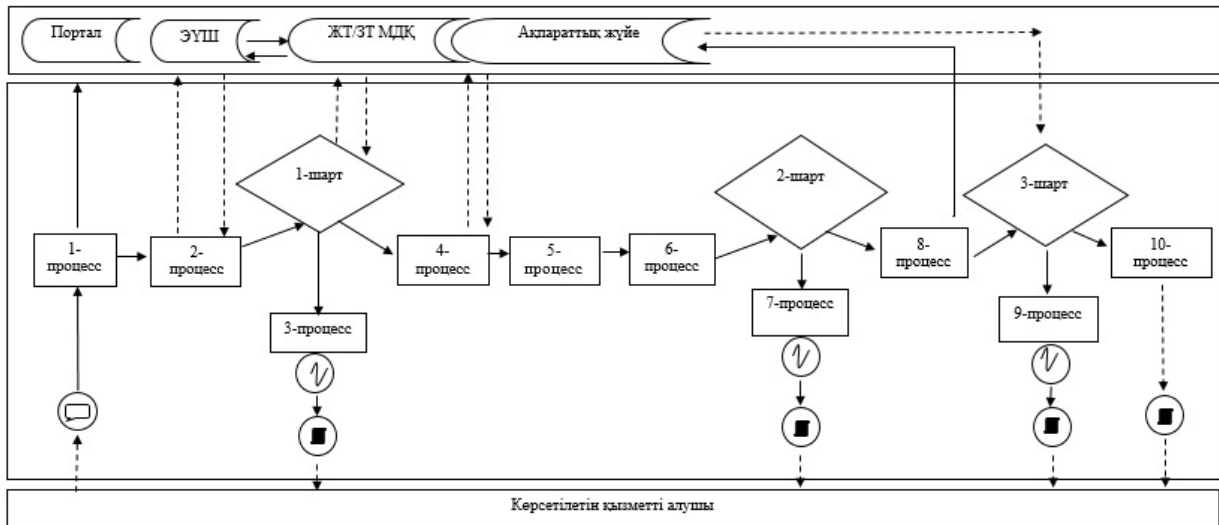 Портал
ЭҮШ
ЖТ/ЗТ МДҚ
Ақпараттық жүйе
1-шарт
2-шарт
3-шарт
1-
процесс
2-
процесс
4-
процесс
5-
процесс
6-
процесс
8-
процесс
10-
процесс
3-процесс
7-процесс
9-процесс
Көрсетілетін қызметті алушы